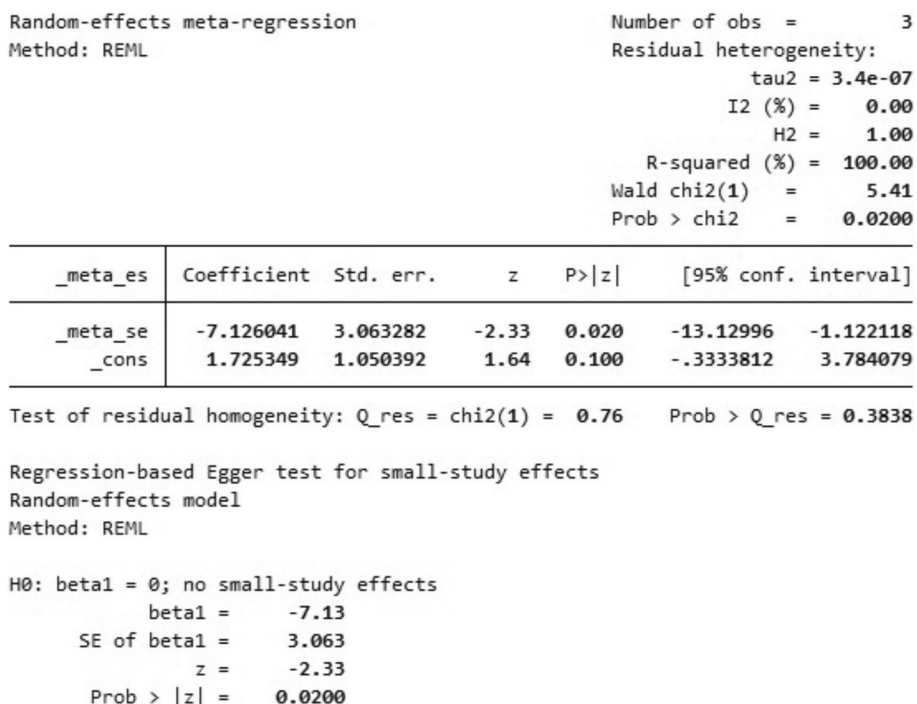 Random-effects meta-regression Number of obs = 3
Method: REML Residual heterogeneity:
tau2 = 3.4e-07
I2 (%) = 0.00
H2 = 1.00
R-squared (%) = 100.00
Wald chi2(1) = 5.41
Prob > chi2 = 0.0200
_meta_es Coefficient Std. err. z P>|z| [95% conf. interval]
_meta_se -7.126041 3.063282 -2.33 0.020 -13.12996 -1.122118
_cons 1.725349 1.050392 1.64 0.100 -.3333812 3.784079
Test of residual homogeneity: Q_res = chi2(1) = 0.76 Prob > Q_res = 0.3838
Regression-based Egger test for small-study effects
Random-effects model
Method: REML
H0: beta1 = 0; no small-study effects
beta1 = -7.13
SE of beta1 = 3.063
z = -2.33
Prob > |z| = 0.0200